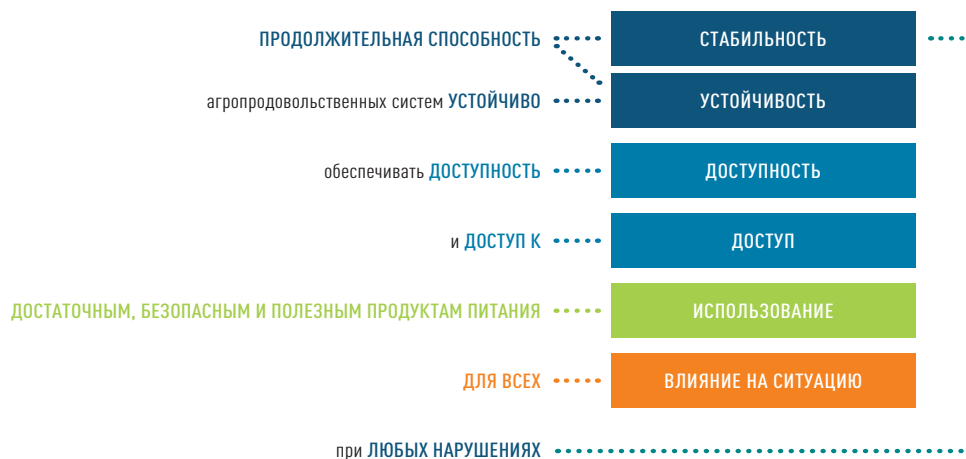 ПРОДОЛЖИТЕЛЬНАЯ СПОСОБНОСТЬ СТАБИЛЬНОСТЬ
агропродовольственных систем УСТОЙЧИВО УСТОЙЧИВОСТЬ
обеспечивать ДОСТУПНОСТЬ ДОСТУПНОСТЬ
и ДОСТУП К ДОСТУП
ДОСТАТОЧНЫМ, БЕЗОПАСНЫМ И ПОЛЕЗНЫМ ПРОДУКТАМ ПИТАНИЯ ИСПОЛЬЗОВАНИЕ
ДЛЯ ВСЕХ ВЛИЯНИЕ НА СИТУАЦИЮ
при ЛЮБЫХ НАРУШЕНИЯХ